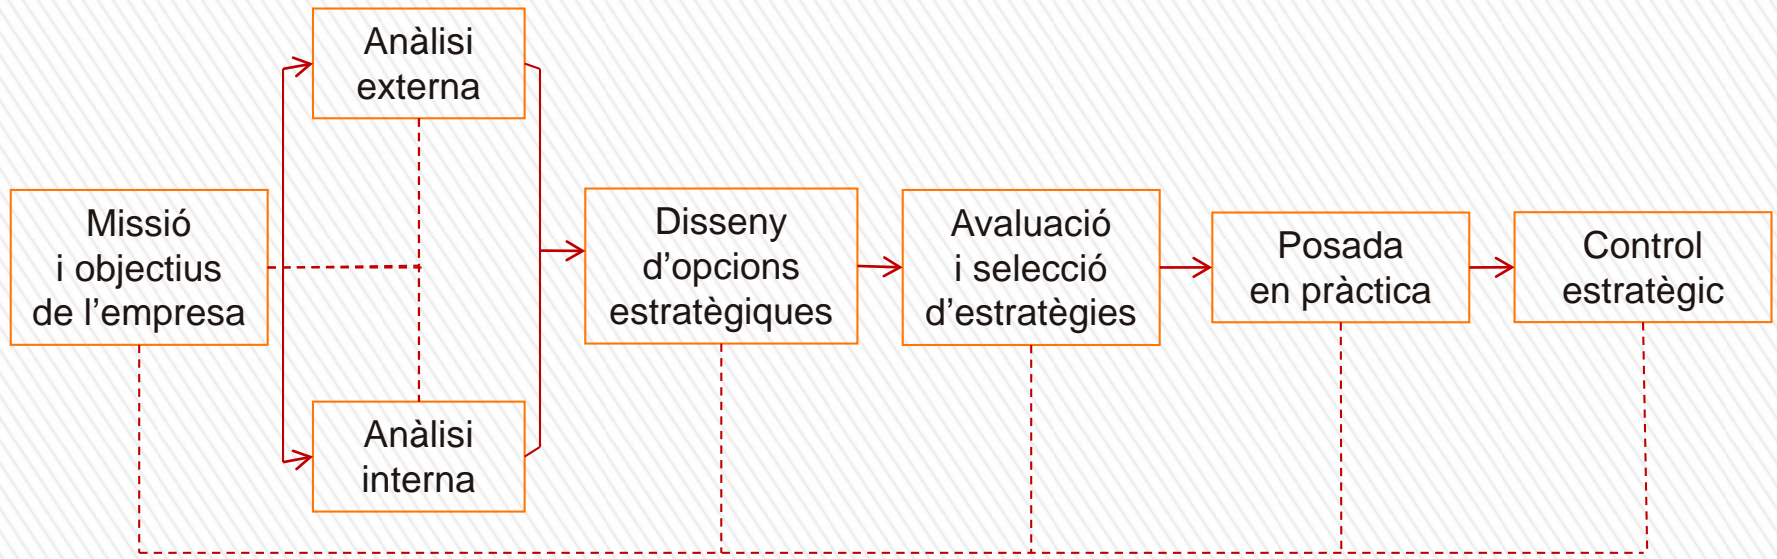 Anàlisi
externa
Missió
i objectius
de l’empresa
Anàlisi
interna
Disseny
d’opcions
estratègiques
Avaluació
i selecció
d’estratègies
Posada
en pràctica
Control
estratègic